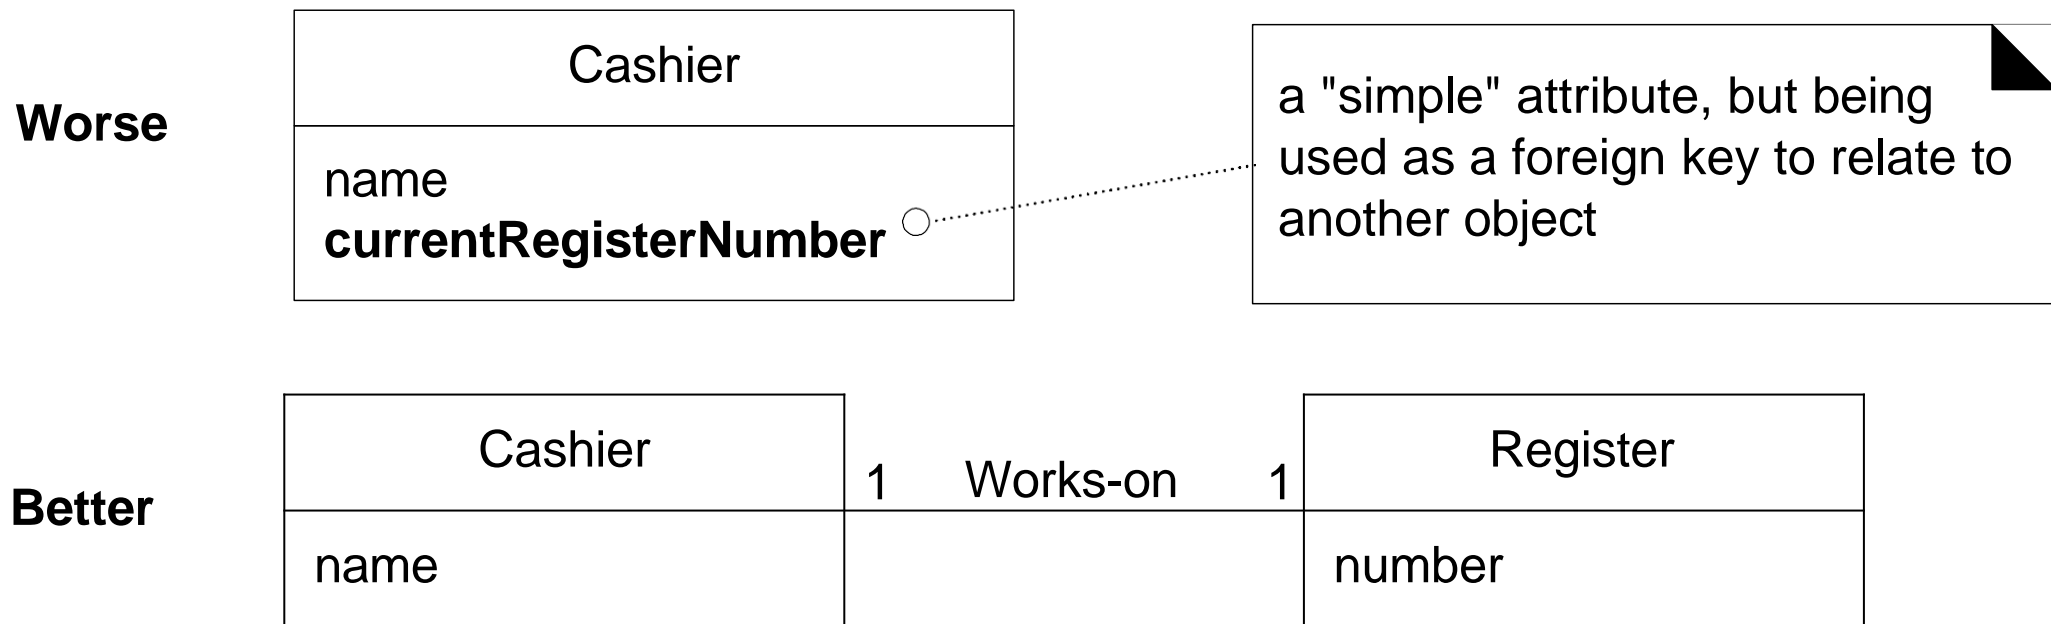 Worse
Cashier
name
currentRegisterNumber
a "simple" attribute, but being
used as a foreign key to relate to
another object
Better
Cashier
name
1 Works-on 1
Register
number